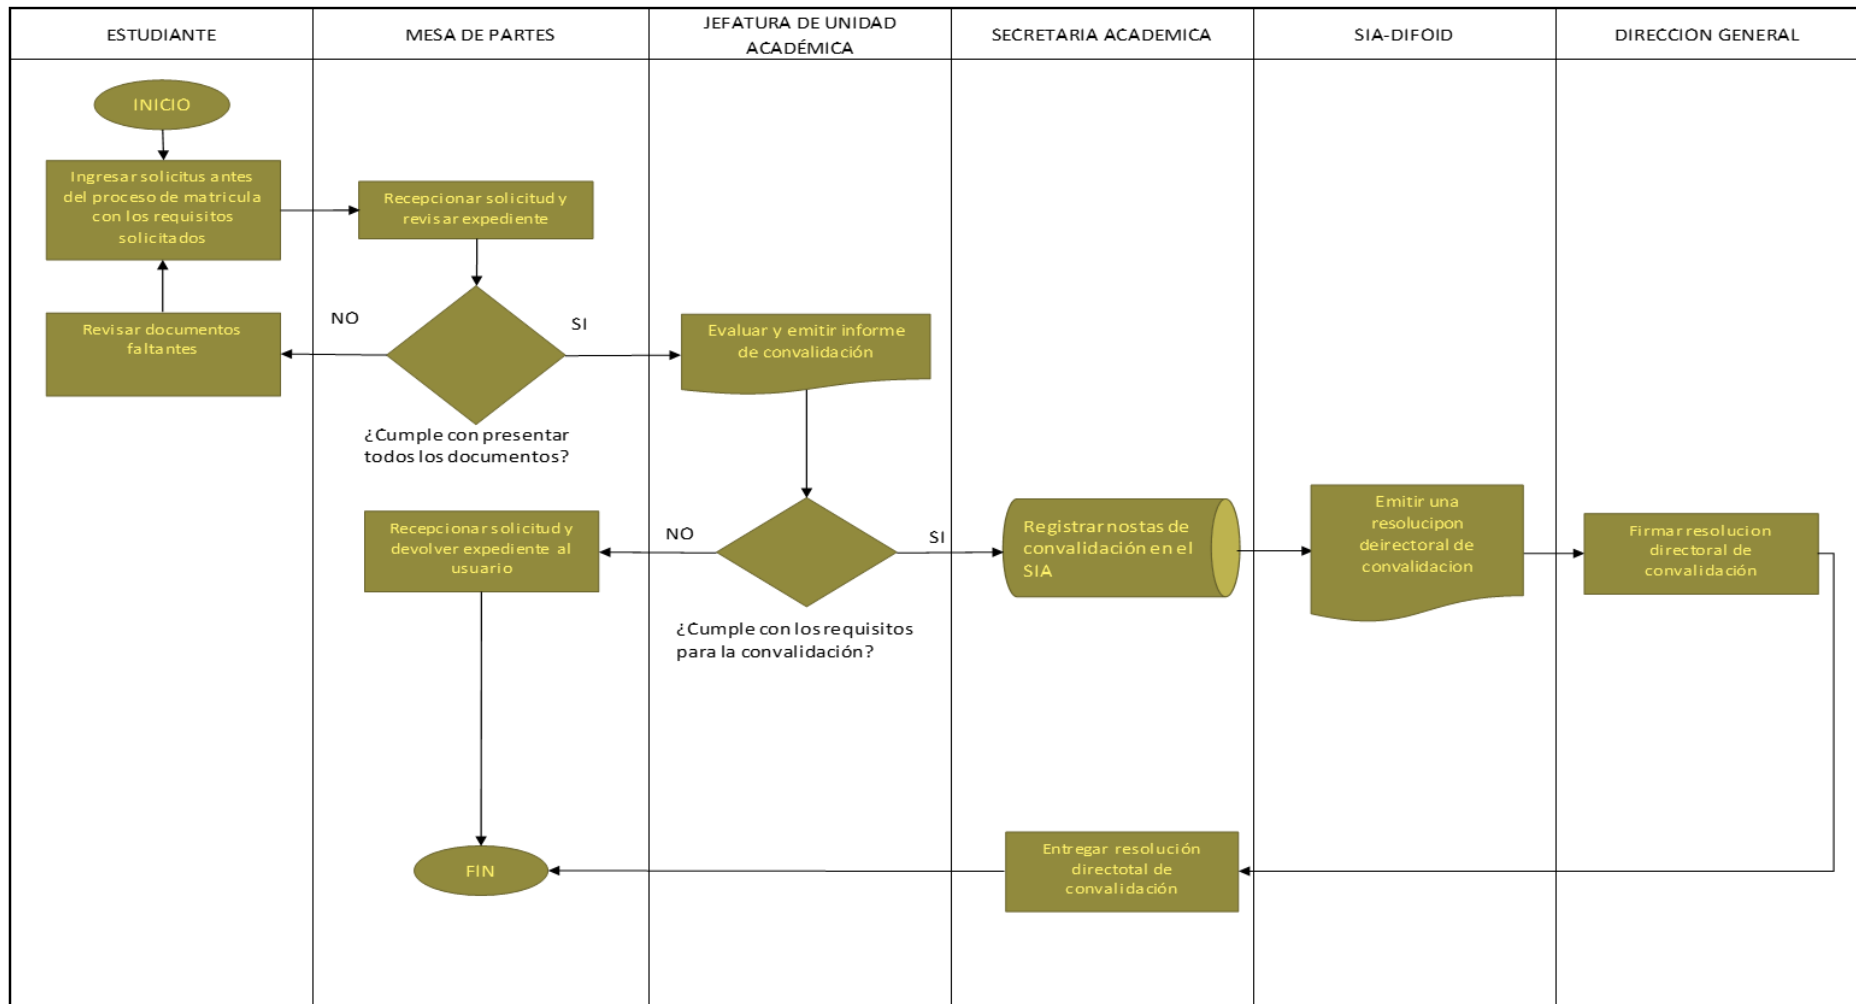 ESTUDIANTE
MESA DE PARTES
JEFATURA DE UNIDAD
ACADÉMICA
SECRETARIA ACADEMICA
SIA-DIFOID
DIRECCION GENERAL
INICIO
Ingresar solicitus antes
del proceso de matricula
con los requisitos
solicitados
Recepcionar solicitud y
revisar expediente
NO
SI
Revisar documentos
faltantes
Evaluar y emitir informe
de convalidación
¿Cumple con presentar
todos los documentos?
Recepcionar solicitud y
devolver expediente al
usuario
NO
SI
Registrar nostas de
convalidación en el
SIA
Emitir una
resolucipon
deirectoral de
convalidacion
Firmar resolucion
directoral de
convalidación
¿Cumple con los requisitos
para la convalidación?
FIN
Entregar resolución
directotal de
convalidación